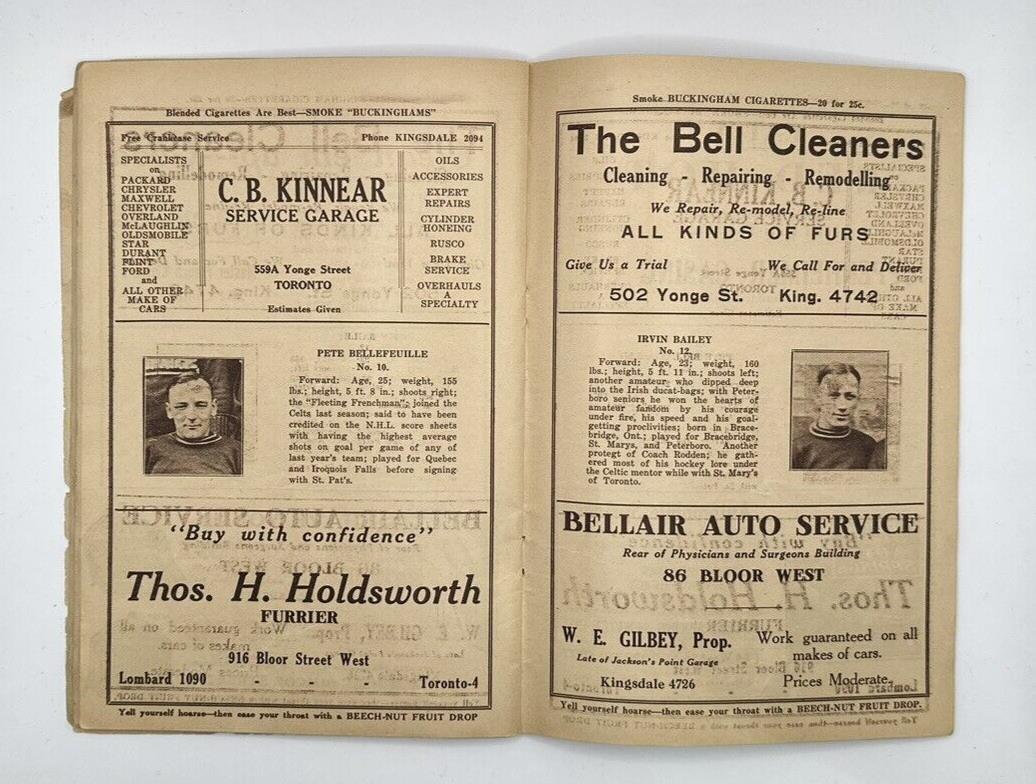 Blended Cigarettes Are Best—SMOKE "BUCKINGHAMS"
Free Crankcase Service Phone KINGSDALE 2094
SPECIALISTS
on
PACKARD
CHRYSLER
MAXWELL
CHEVROLET
OVERLAND
McLAUGHLIN
OLDSMOBILE
STAR
DURANT
FLINT
FORD
and
ALL OTHER
MAKE OF
CARS
C. B. KINNEAR
SERVICE GARAGE
559A Yonge Street
TORONTO
Estimates Given
OILS
ACCESSORIES
EXPERT
REPAIRS
CYLINDER
HONEING
RUSCO
BRAKE
SERVICE
OVERHAULS
A
SPECIALTY
PETE BELLEFEUILLE
No. 10.
Forward: Age, 25; weight, 155
lbs.; height, 5 ft. 8 in.; shoots right;
the "Fleeting Frenchman"; joined the
Celts last season; said to have been
credited on the N.H.L. score sheets
with having the highest average
shots on goal per game of any of
last year's team; played for Quebec
and Iroquois Falls before signing
with St. Pat's.
"Buy with confidence"
Thos. H. Holdsworth
FURRIER
916 Bloor Street West
Lombard 1090 - - - Toronto-4
Yell yourself hoarse—then ease your throat with a BEECH-NUT FRUIT DROP
Smoke BUCKINGHAM CIGARETTES—20 for 25c.
The Bell Cleaners
Cleaning - Repairing - Remodelling
We Repair, Re-model, Re-line
ALL KINDS OF FURS
Give Us a Trial We Call For and Deliver
502 Yonge St. King. 4742
IRVIN BAILEY
No. 12.
Forward: Age, 23; weight, 160
lbs.; height, 5 ft. 11 in.; shoots left;
another amateur who dipped deep
into the Irish ducat-bags; with Peter-
boro seniors he won the hearts of
amateur fandom by his courage
under fire, his speed and his goal-
getting proclivities; born in Brace-
bridge, Ont.; played for Bracebridge,
St. Marys, and Peterboro. Another
protegt of Coach Rodden; he gath-
ered most of his hockey lore under
the Celtic mentor while with St. Mary's
of Toronto.
BELLAIR AUTO SERVICE
Rear of Physicians and Surgeons Building
86 BLOOR WEST
W. E. GILBEY, Prop.
Late of Jackson's Point Garage
Kingsdale 4726
Work guaranteed on all
makes of cars.
Prices Moderate.
Yell yourself hoarse—then ease your throat with a BEECH-NUT FRUIT DROP.